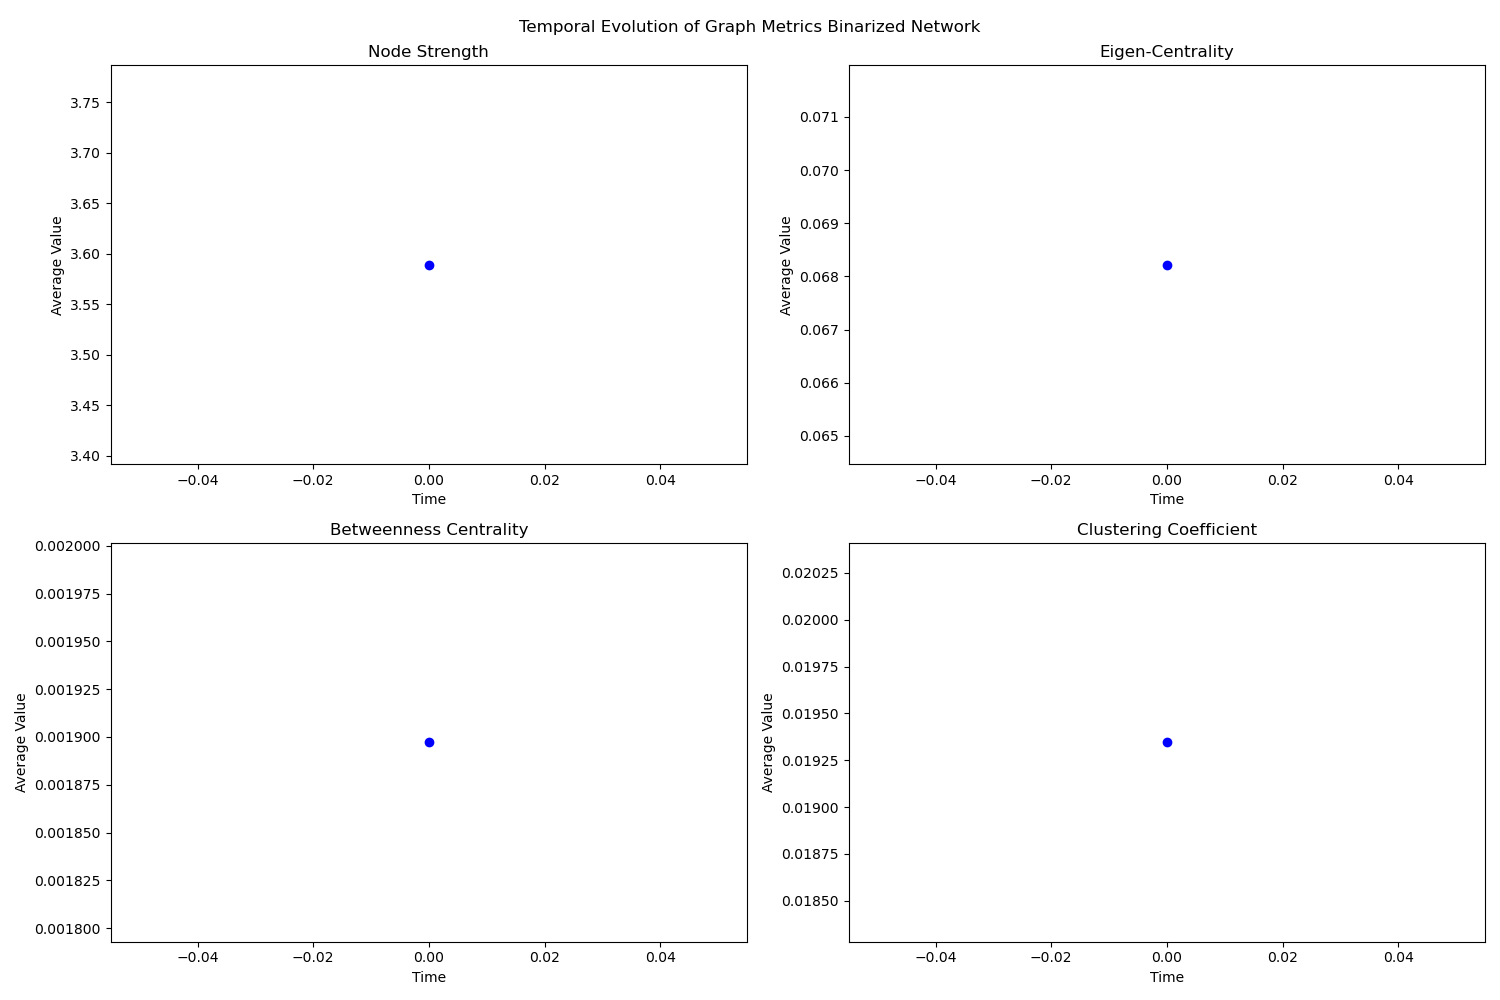 Temporal Evolution of Graph Metrics Binarized Network
Node Strength
3.75
3.70
3.65
3.60
3.55
3.50
3.45
3.40
Average Value
−0.04 −0.02 0.00 0.02 0.04
Time
Eigen-Centrality
0.071
0.070
0.069
0.068
0.067
0.066
0.065
Average Value
−0.04 −0.02 0.00 0.02 0.04
Time
Betweenness Centrality
0.002000
0.001975
0.001950
0.001925
0.001900
0.001875
0.001850
0.001825
0.001800
Average Value
−0.04 −0.02 0.00 0.02 0.04
Time
Clustering Coefficient
0.02025
0.02000
0.01975
0.01950
0.01925
0.01900
0.01875
0.01850
Average Value
−0.04 −0.02 0.00 0.02 0.04
Time